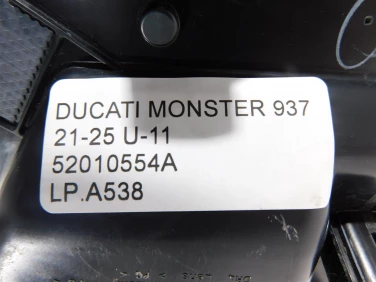 DUCATI MONSTER 937
21-25 U-11
52010554A
LP.A538